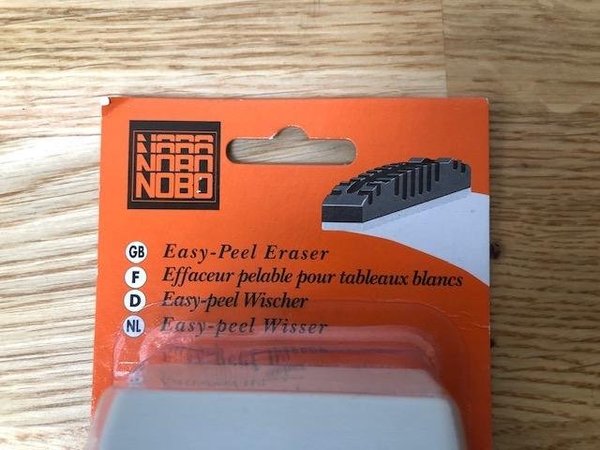 NOBO
GB Easy-Peel Eraser
F Effaceur pelable pour tableaux blancs
D Easy-peel Wischer
NL Easy-peel Wisser